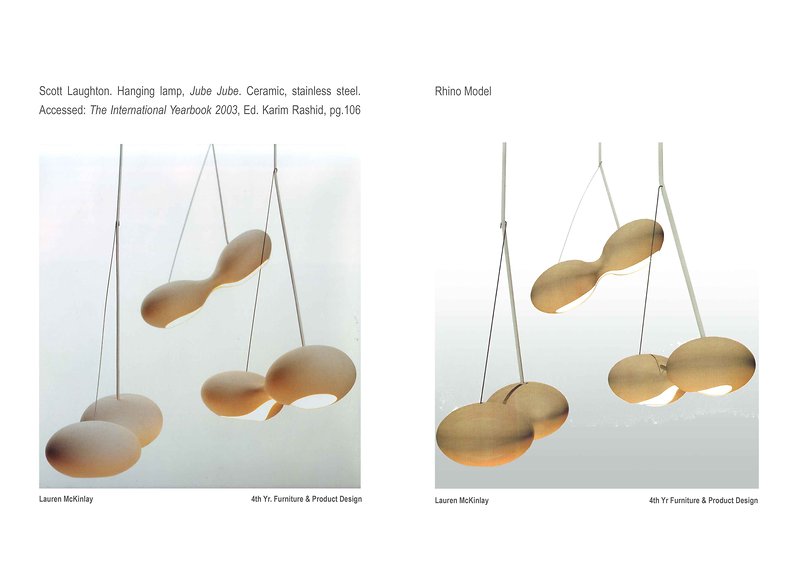 Scott Laughton. Hanging lamp, Jube Jube. Ceramic, stainless steel.
Accessed: The International Yearbook 2003, Ed. Karim Rashid, pg.106
Rhino Model
Lauren McKinlay 4th Yr. Furniture & Product Design
Lauren McKinlay 4th Yr Furniture & Product Design